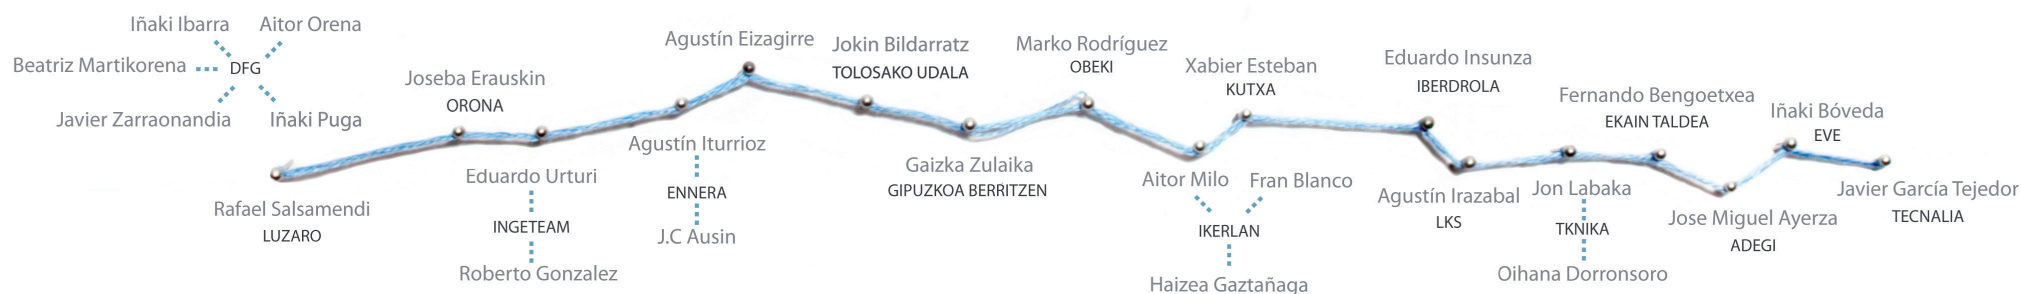 Iñaki Ibarra
Aitor Orena
Beatriz Martikorena
DFG
Javier Zarraonandia
Iñaki Puga
Rafael Salsamendi
LUZARO
Joseba Erauskin
ORONA
Eduardo Urturi
INGETEAM
Roberto Gonzalez
Agustín Iturrioz
ENNERA
J.C Ausin
Agustín Eizagirre
Jokin Bildarratz
TOLOSAKO UDALA
Gaizka Zulaika
GIPUZKOA BERRITZEN
Marko Rodríguez
OBEKI
Aitor Milo
Fran Blanco
IKERLAN
Haizea Gaztañaga
Xabier Esteban
KUTXA
Eduardo Insunza
IBERDROLA
Agustín Irazabal
LKS
Jon Labaka
TKNIKA
Oihana Dorronsoro
Fernando Bengoetxea
EKAIN TALDEA
Jose Miguel Ayerza
ADEGI
Iñaki Bóveda
EVE
Javier García Tejedor
TECNALIA